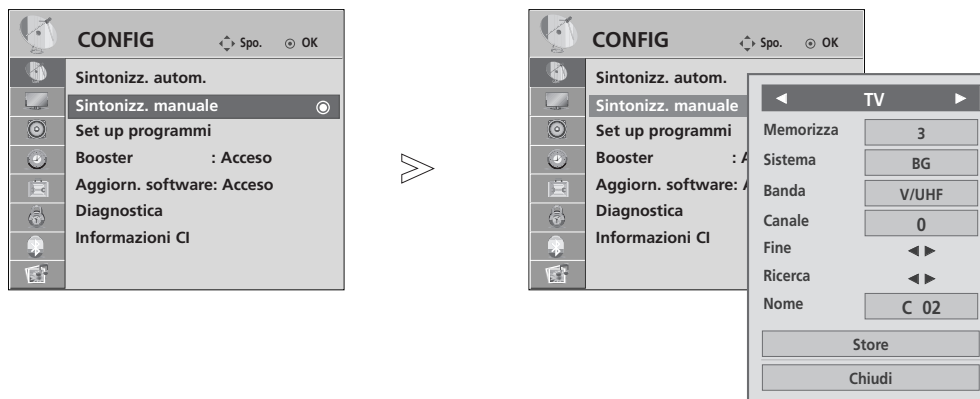 CONFIG Spo. OK
Sintonizz. autom.
Sintonizz. manuale
Set up programmi
Booster : Acceso
Aggiorn. software: Acceso
Diagnostica
Informazioni CI
CONFIG Spo. OK
Sintonizz. autom.
Sintonizz. manuale
Set up programmi
Booster : A
Aggiorn. software:
Diagnostica
Informazioni CI
TV
Memorizza 3
Sistema BG
Banda V/UHF
Canale 0
Fine
Ricerca
Nome C 02
Store
Chiudi